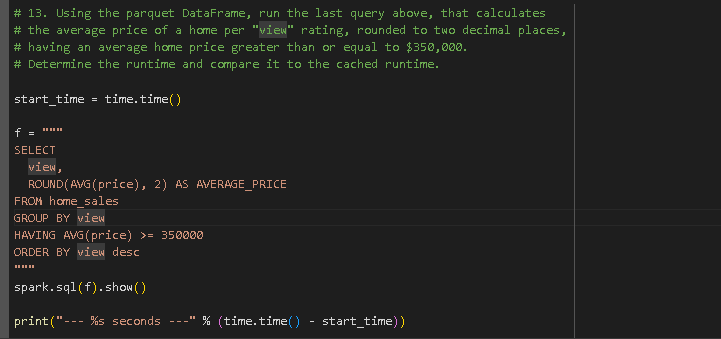 # 13. Using the parquet DataFrame, run the last query above, that calculates
# the average price of a home per "view" rating, rounded to two decimal places,
# having an average home price greater than or equal to $350,000.
# Determine the runtime and compare it to the cached runtime.
start_time = time.time()
f = """
SELECT
view,
ROUND(AVG(price), 2) AS AVERAGE_PRICE
FROM home_sales
GROUP BY view
HAVING AVG(price) >= 350000
ORDER BY view desc
"""
spark.sql(f).show()
print("--- %s seconds ---" % (time.time() - start_time))